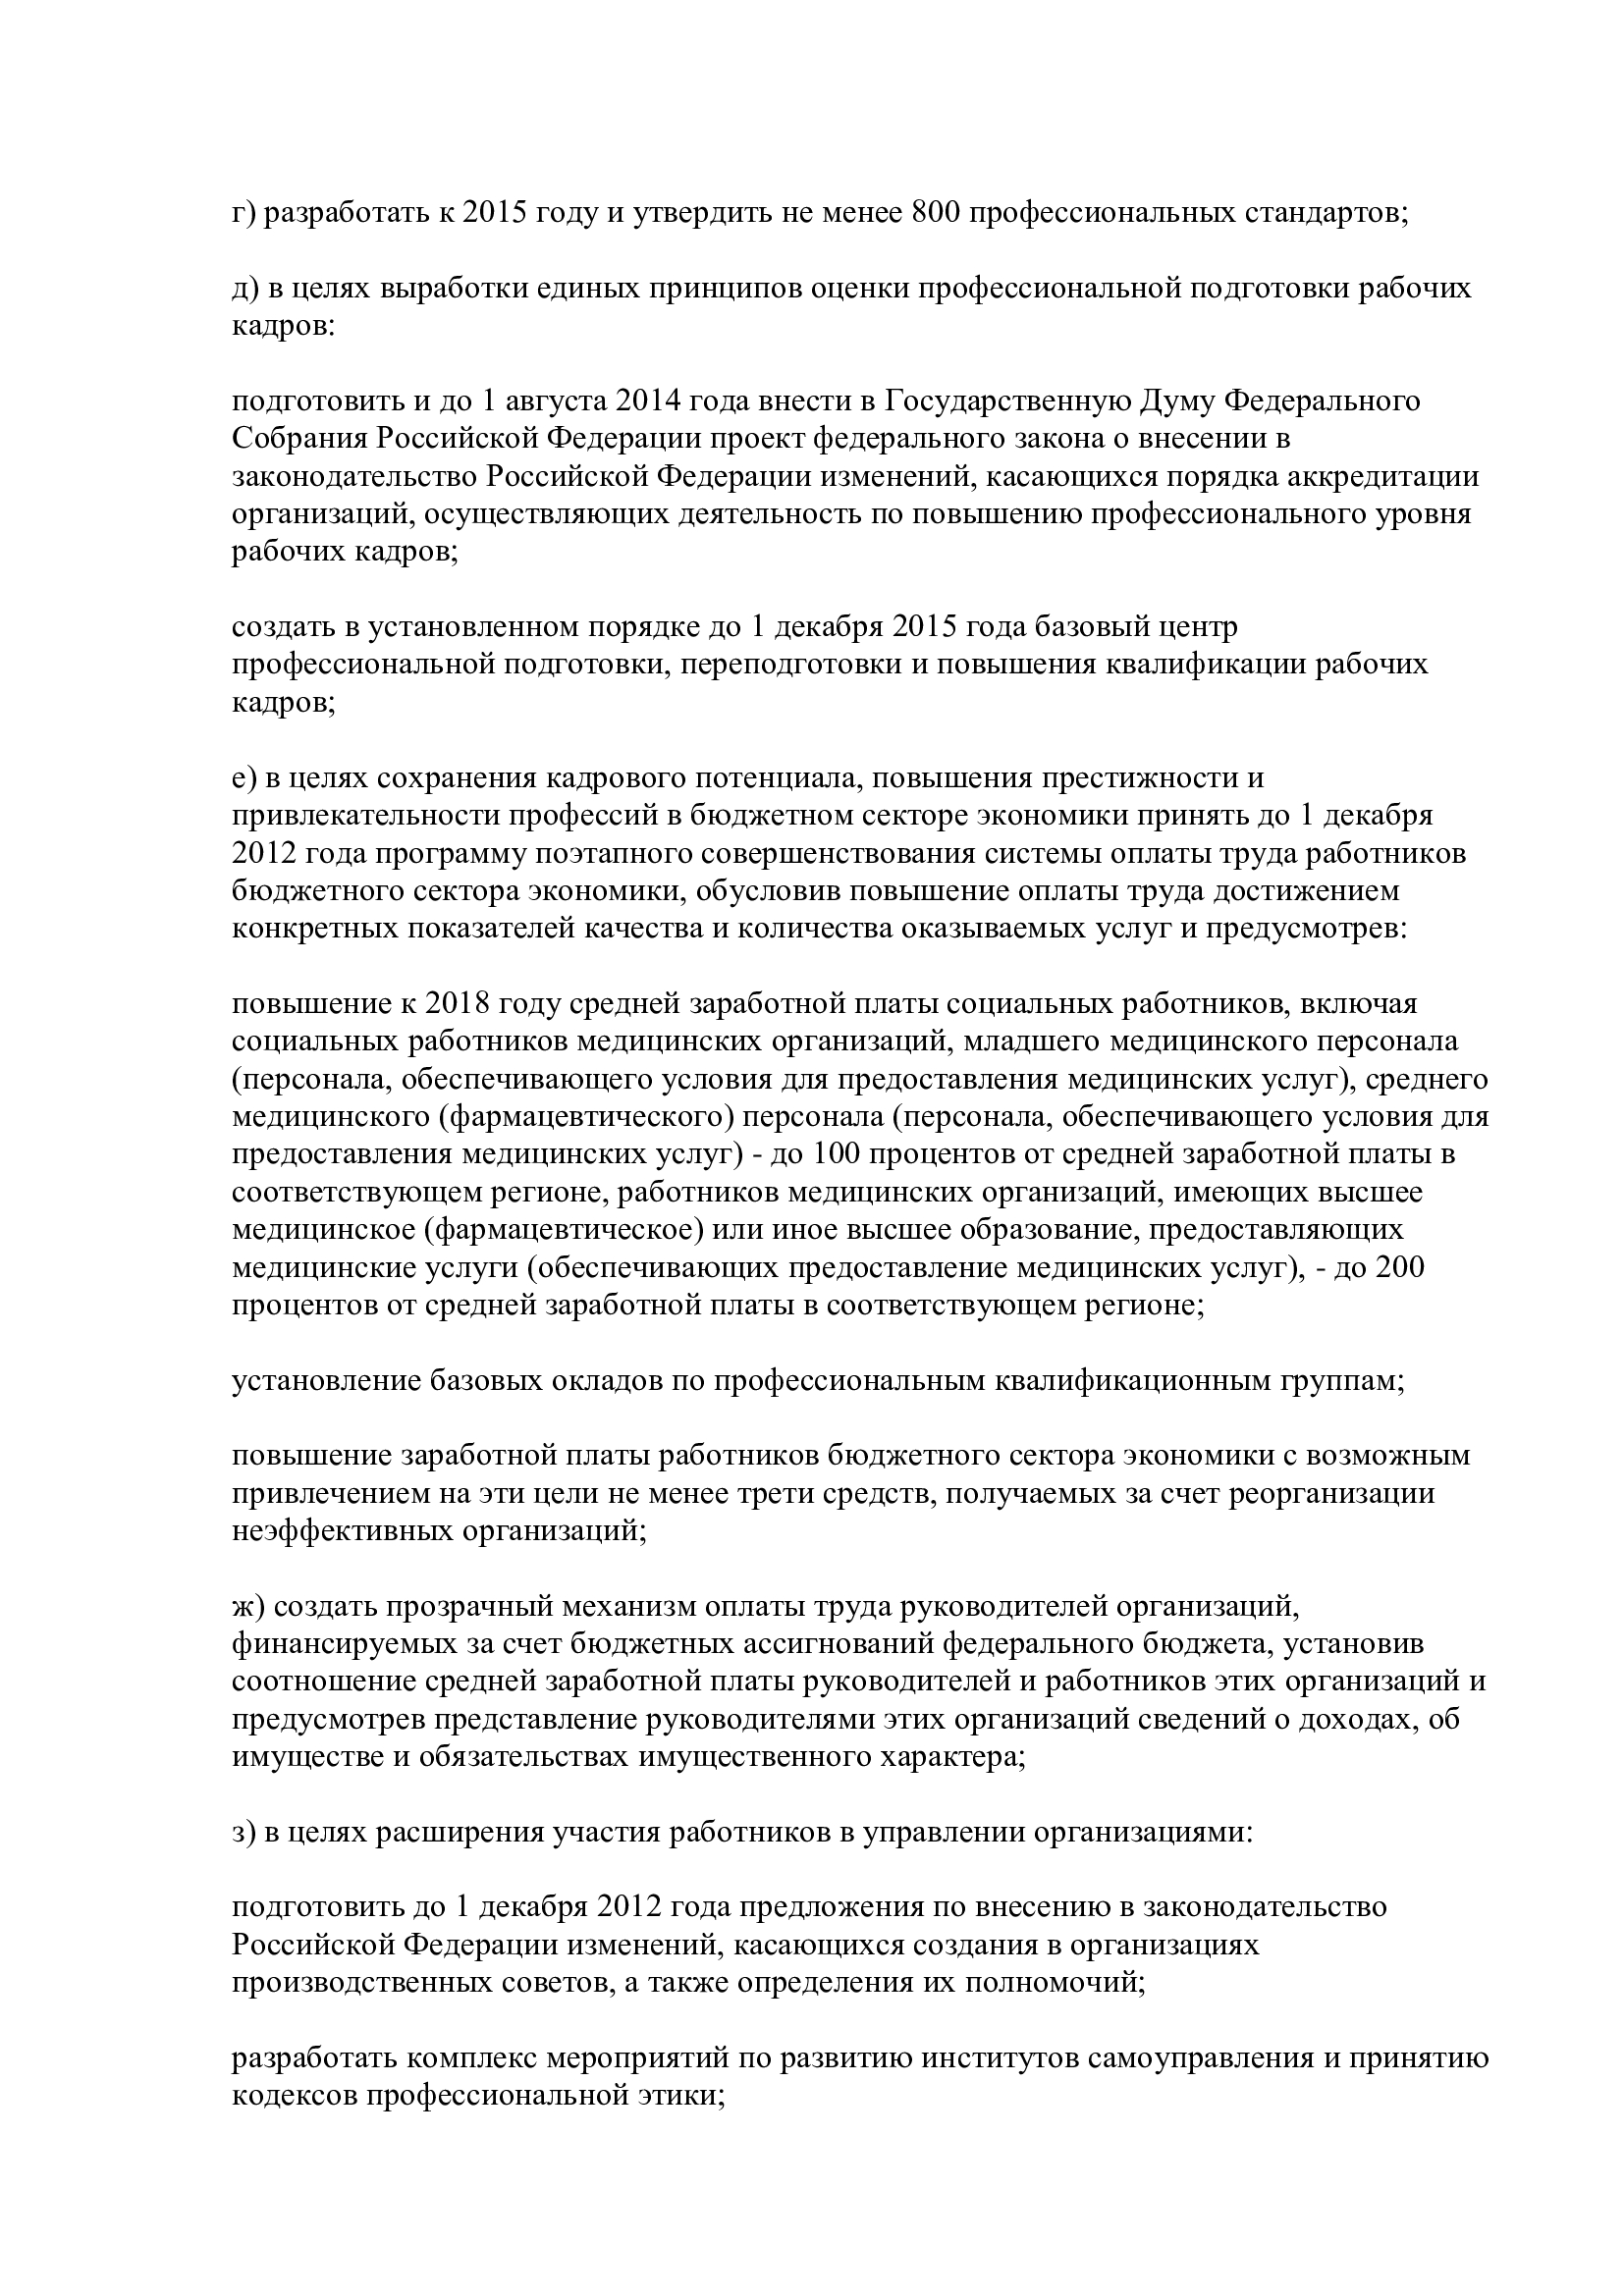 г) разработать к 2015 году и утвердить не менее 800 профессиональных стандартов;
д) в целях выработки единых принципов оценки профессиональной подготовки рабочих
кадров:
подготовить и до 1 августа 2014 года внести в Государственную Думу Федерального
Собрания Российской Федерации проект федерального закона о внесении в
законодательство Российской Федерации изменений, касающихся порядка аккредитации
организаций, осуществляющих деятельность по повышению профессионального уровня
рабочих кадров;
создать в установленном порядке до 1 декабря 2015 года базовый центр
профессиональной подготовки, переподготовки и повышения квалификации рабочих
кадров;
е) в целях сохранения кадрового потенциала, повышения престижности и
привлекательности профессий в бюджетном секторе экономики принять до 1 декабря
2012 года программу поэтапного совершенствования системы оплаты труда работников
бюджетного сектора экономики, обусловив повышение оплаты труда достижением
конкретных показателей качества и количества оказываемых услуг и предусмотрев:
повышение к 2018 году средней заработной платы социальных работников, включая
социальных работников медицинских организаций, младшего медицинского персонала
(персонала, обеспечивающего условия для предоставления медицинских услуг), среднего
медицинского (фармацевтического) персонала (персонала, обеспечивающего условия для
предоставления медицинских услуг) - до 100 процентов от средней заработной платы в
соответствующем регионе, работников медицинских организаций, имеющих высшее
медицинское (фармацевтическое) или иное высшее образование, предоставляющих
медицинские услуги (обеспечивающих предоставление медицинских услуг), - до 200
процентов от средней заработной платы в соответствующем регионе;
установление базовых окладов по профессиональным квалификационным группам;
повышение заработной платы работников бюджетного сектора экономики с возможным
привлечением на эти цели не менее трети средств, получаемых за счет реорганизации
неэффективных организаций;
ж) создать прозрачный механизм оплаты труда руководителей организаций,
финансируемых за счет бюджетных ассигнований федерального бюджета, установив
соотношение средней заработной платы руководителей и работников этих организаций и
предусмотрев представление руководителями этих организаций сведений о доходах, об
имуществе и обязательствах имущественного характера;
з) в целях расширения участия работников в управлении организациями:
подготовить до 1 декабря 2012 года предложения по внесению в законодательство
Российской Федерации изменений, касающихся создания в организациях
производственных советов, а также определения их полномочий;
разработать комплекс мероприятий по развитию институтов самоуправления и принятию
кодексов профессиональной этики;